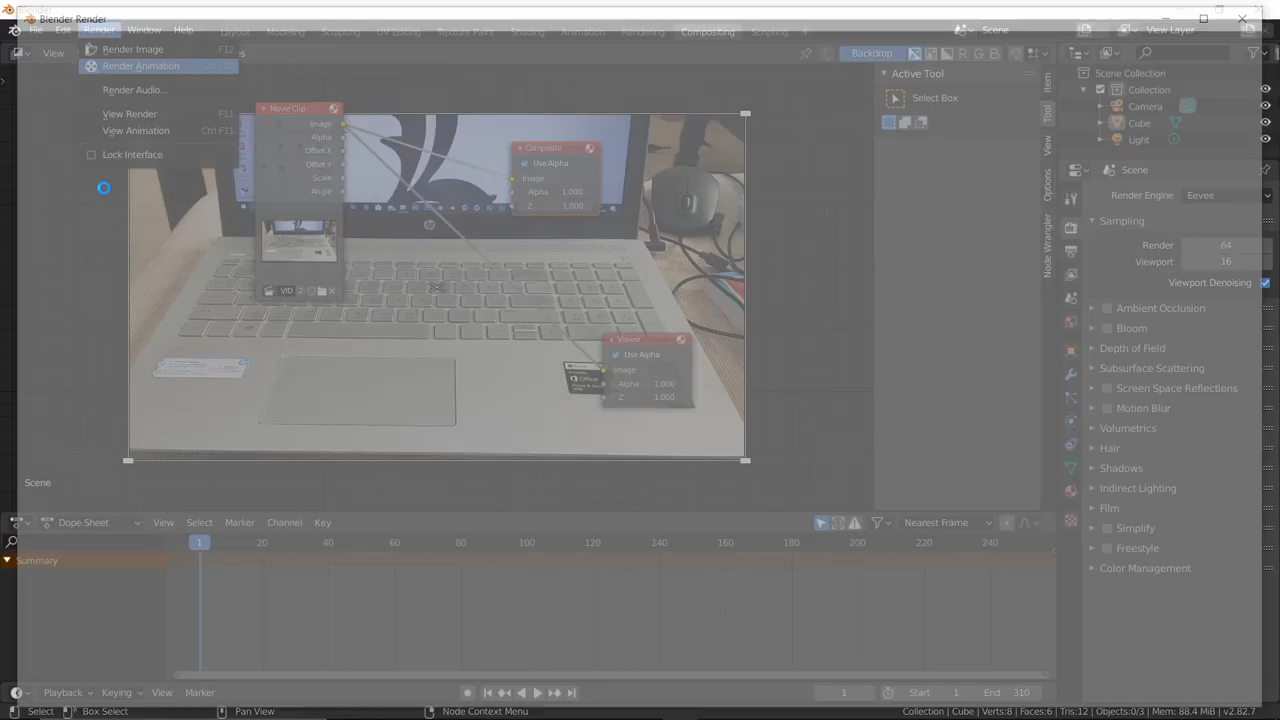 Blender
Blender Render
File Edit Render Window Help Layout Modeling Sculpting UV Editing Texture Paint Shading Animation Rendering Compositing Scripting Scene View Layer
View Backdrop R G B
Render Image F12
Render Animation Ctrl F12
Render Audio...
View Render F11
View Animation Ctrl F11
Lock Interface
Movie Clip
Image
Alpha
Offset X
Offset Y
Scale
Angle
VID 2
Composite
Use Alpha
Image
Alpha 1.000
Z 1.000
hp
Viewer
Use Alpha
Image
Alpha 1.000
Z 1.000
Office
Scene
Active Tool
Select Box
Item
Tool
View
Options
Node Wrangler
Scene Collection
Collection
Camera
Cube
Light
Scene
Render Engine Eevee
Sampling
Render 64
Viewport 16
Viewport Denoising
Ambient Occlusion
Bloom
Depth of Field
Subsurface Scattering
Screen Space Reflections
Motion Blur
Volumetrics
Hair
Shadows
Indirect Lighting
Film
Simplify
Freestyle
Color Management
Dope Sheet View Select Marker Channel Key Nearest Frame
1 20 40 60 80 100 120 140 160 180 200 220 240
Summary
Playback Keying View Marker 1 Start 1 End 310
Select Box Select Pan View Node Context Menu Collection | Cube | Verts:8 | Faces:6 | Tris:12 | Objects:0/3 | Mem: 88.4 MiB | v2.82.7